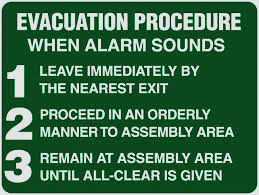 EVACUATION PROCEDURE
WHEN ALARM SOUNDS
1 LEAVE IMMEDIATELY BY
THE NEAREST EXIT
2 PROCEED IN AN ORDERLY
MANNER TO ASSEMBLY AREA
3 REMAIN AT ASSEMBLY AREA
UNTIL ALL-CLEAR IS GIVEN